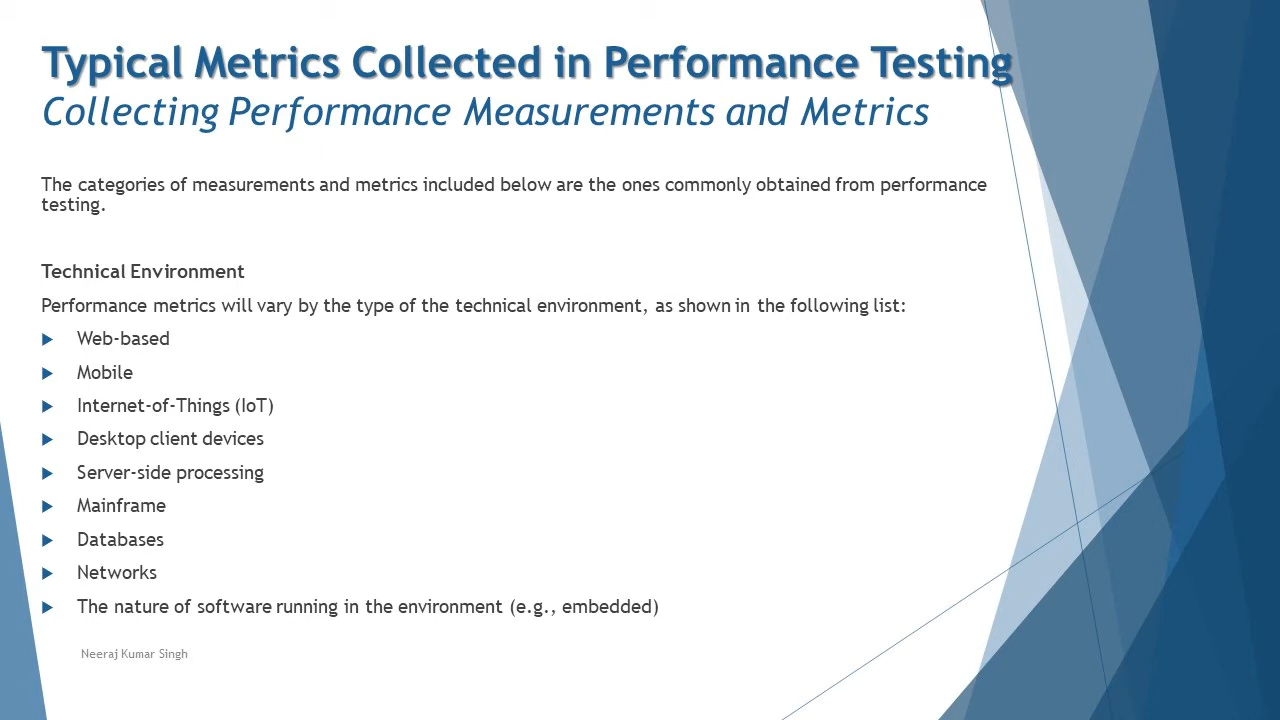 Typical Metrics Collected in Performance Testing
Collecting Performance Measurements and Metrics
The categories of measurements and metrics included below are the ones commonly obtained from performance
testing.
Technical Environment
Performance metrics will vary by the type of the technical environment, as shown in the following list:
Web-based
Mobile
Internet-of-Things (IoT)
Desktop client devices
Server-side processing
Mainframe
Databases
Networks
The nature of software running in the environment (e.g., embedded)
Neeraj Kumar Singh